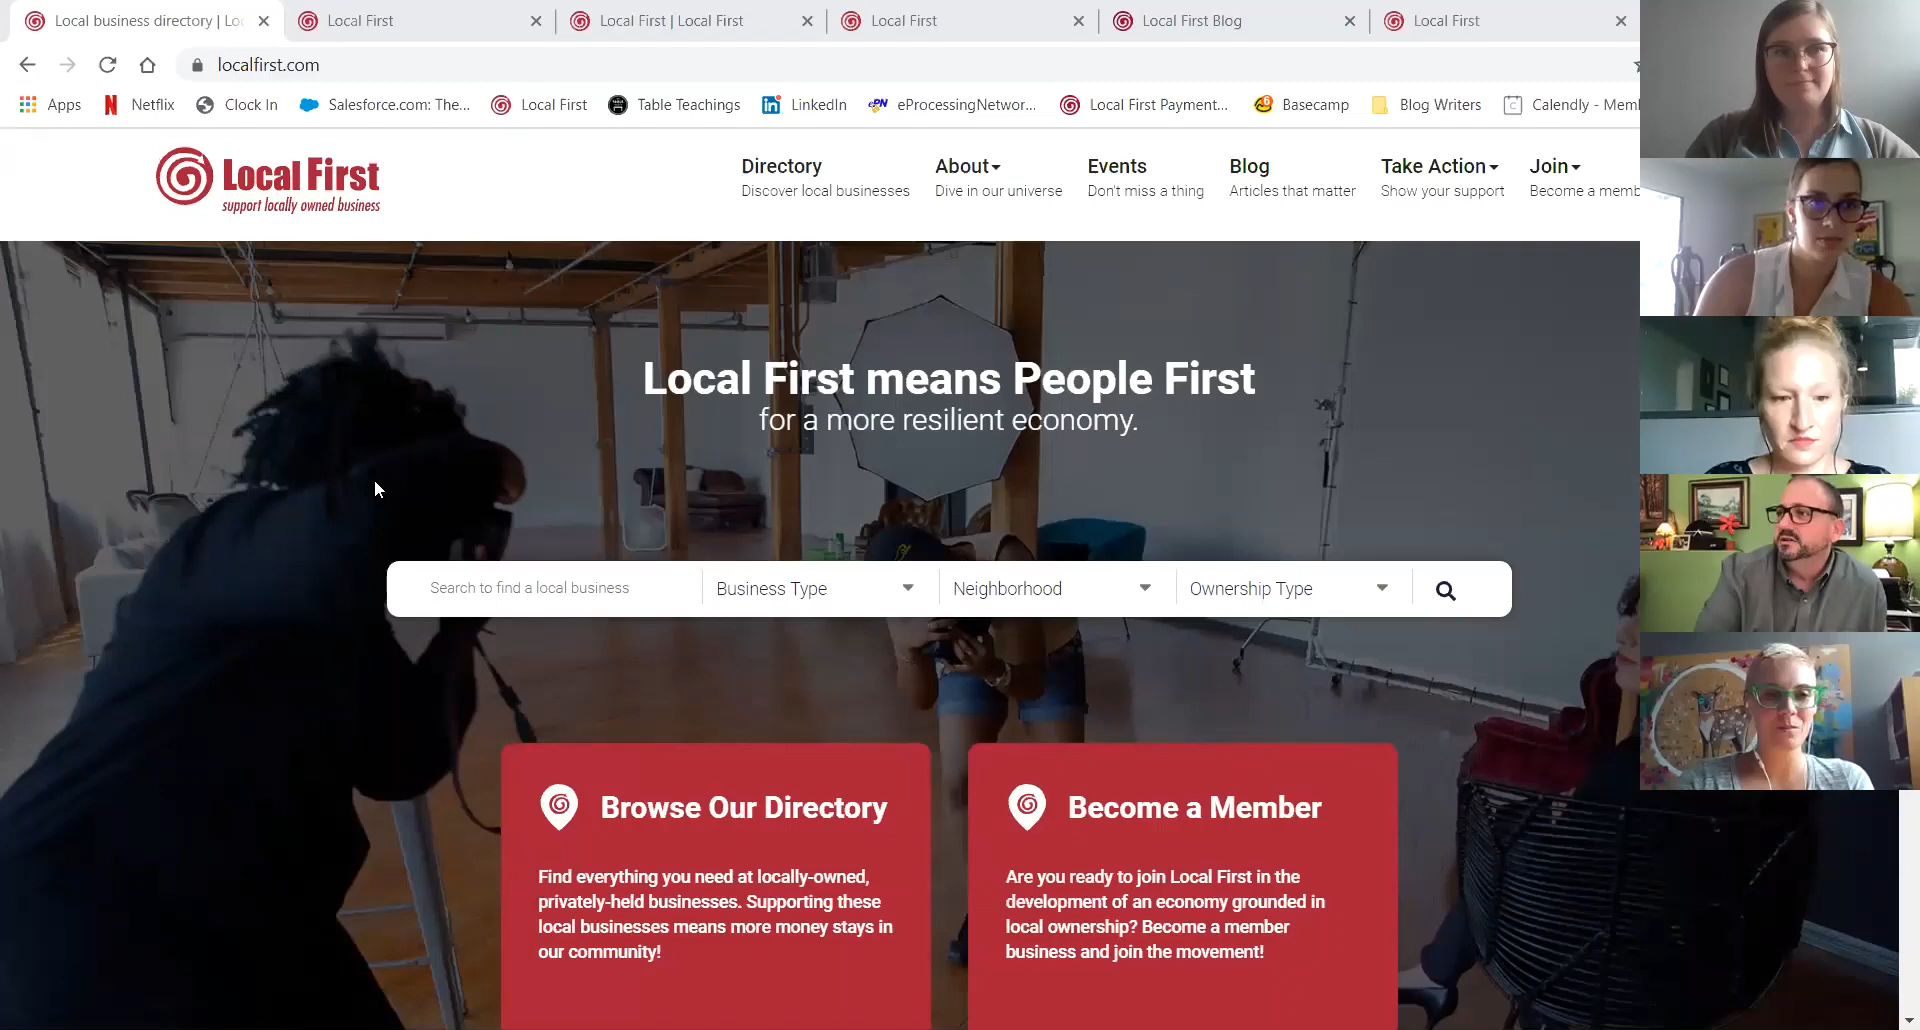 Local business directory | Loc
Local First
Local First | Local First
Local First
Local First Blog
Local First
localfirst.com
Apps
Netflix
Clock In
Salesforce.com: The...
Local First
Table Teachings
LinkedIn
eProcessingNetwor...
Local First Payment...
Basecamp
Blog Writers
Calendly - Mem
Local First
support locally owned business
Directory
Discover local businesses
About
Dive in our universe
Events
Don't miss a thing
Blog
Articles that matter
Take Action
Show your support
Join
Become a memb
Local First means People First
for a more resilient economy.
Search to find a local business
Business Type
Neighborhood
Ownership Type
Browse Our Directory
Find everything you need at locally-owned,
privately-held businesses. Supporting these
local businesses means more money stays in
our community!
Become a Member
Are you ready to join Local First in the
development of an economy grounded in
local ownership? Become a member
business and join the movement!